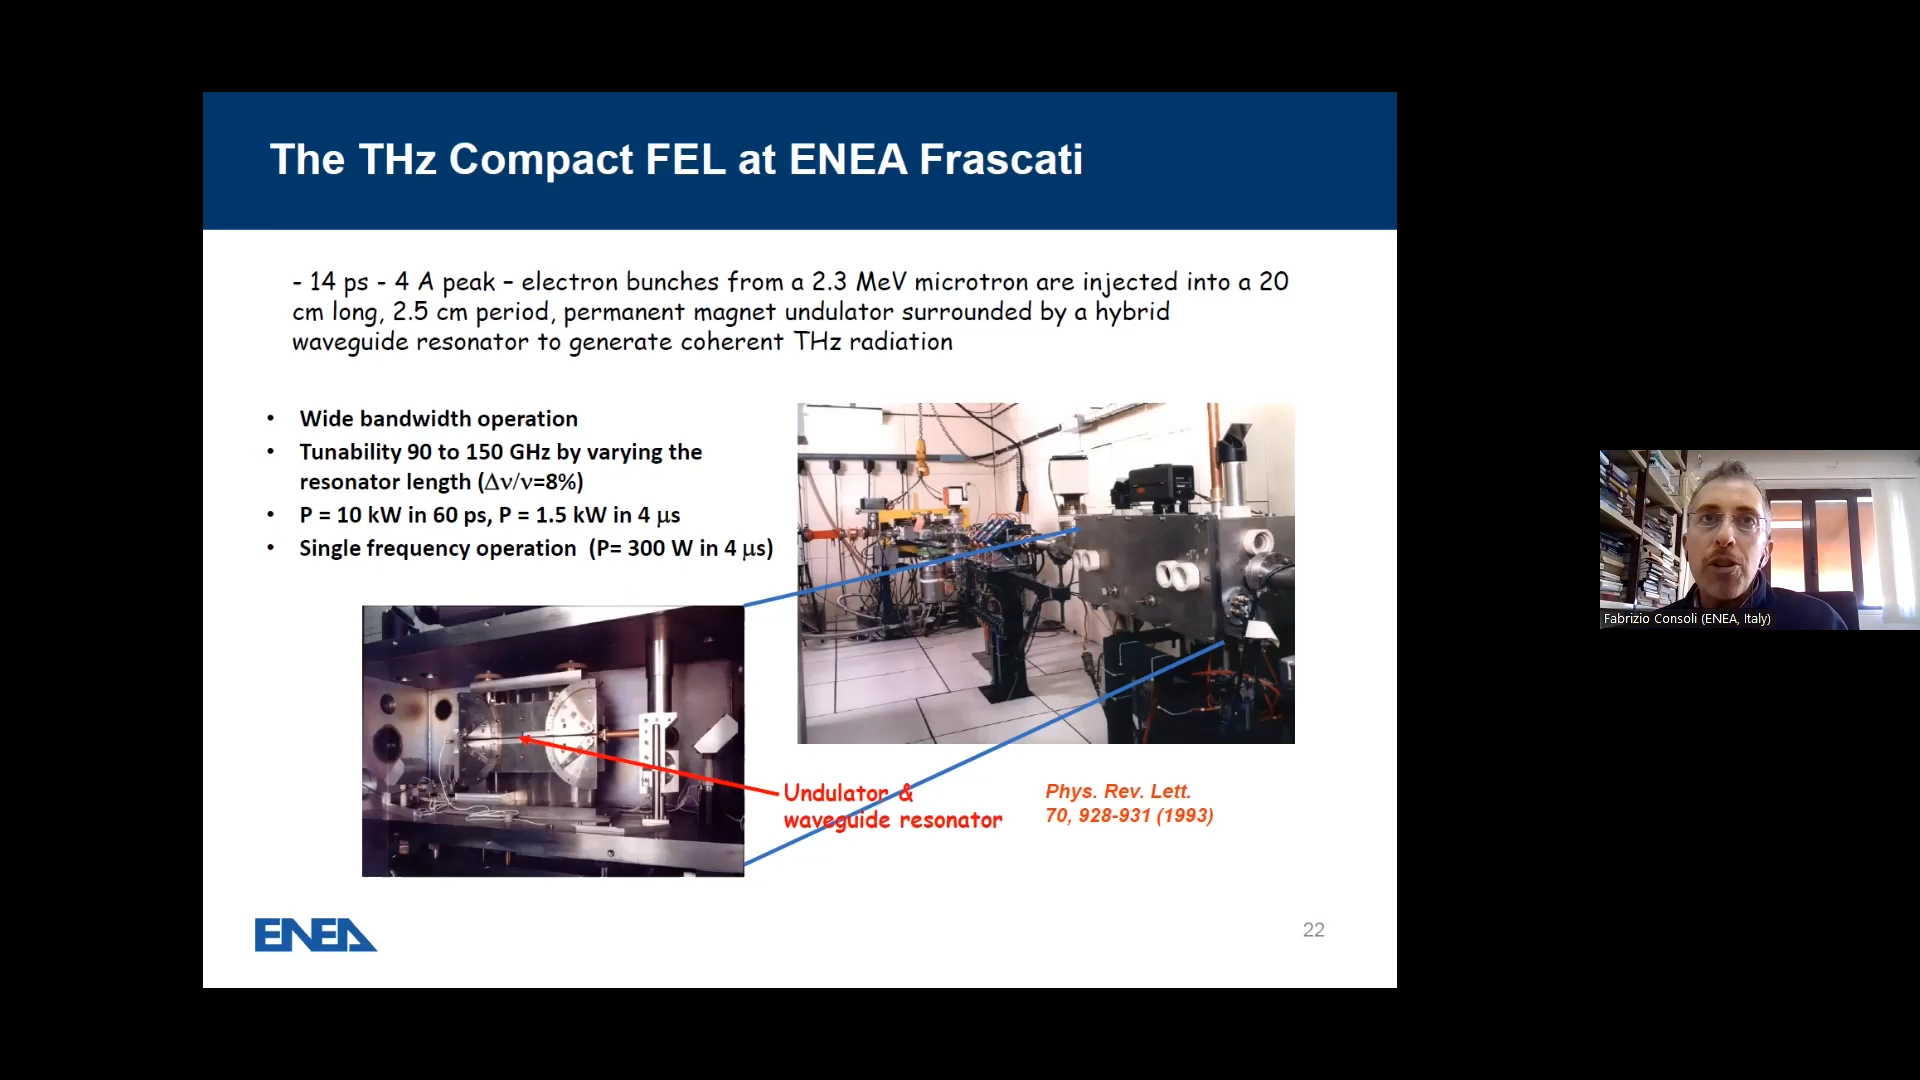 The THz Compact FEL at ENEA Frascati
- 14 ps - 4 A peak – electron bunches from a 2.3 MeV microtron are injected into a 20
cm long, 2.5 cm period, permanent magnet undulator surrounded by a hybrid
waveguide resonator to generate coherent THz radiation
• Wide bandwidth operation
• Tunability 90 to 150 GHz by varying the
resonator length (Δν/ν=8%)
• P = 10 kW in 60 ps, P = 1.5 kW in 4 μs
• Single frequency operation (P= 300 W in 4 μs)
Undulator &
waveguide resonator
Phys. Rev. Lett.
70, 928-931 (1993)
ENEA
22
Fabrizio Consoli (ENEA, Italy)